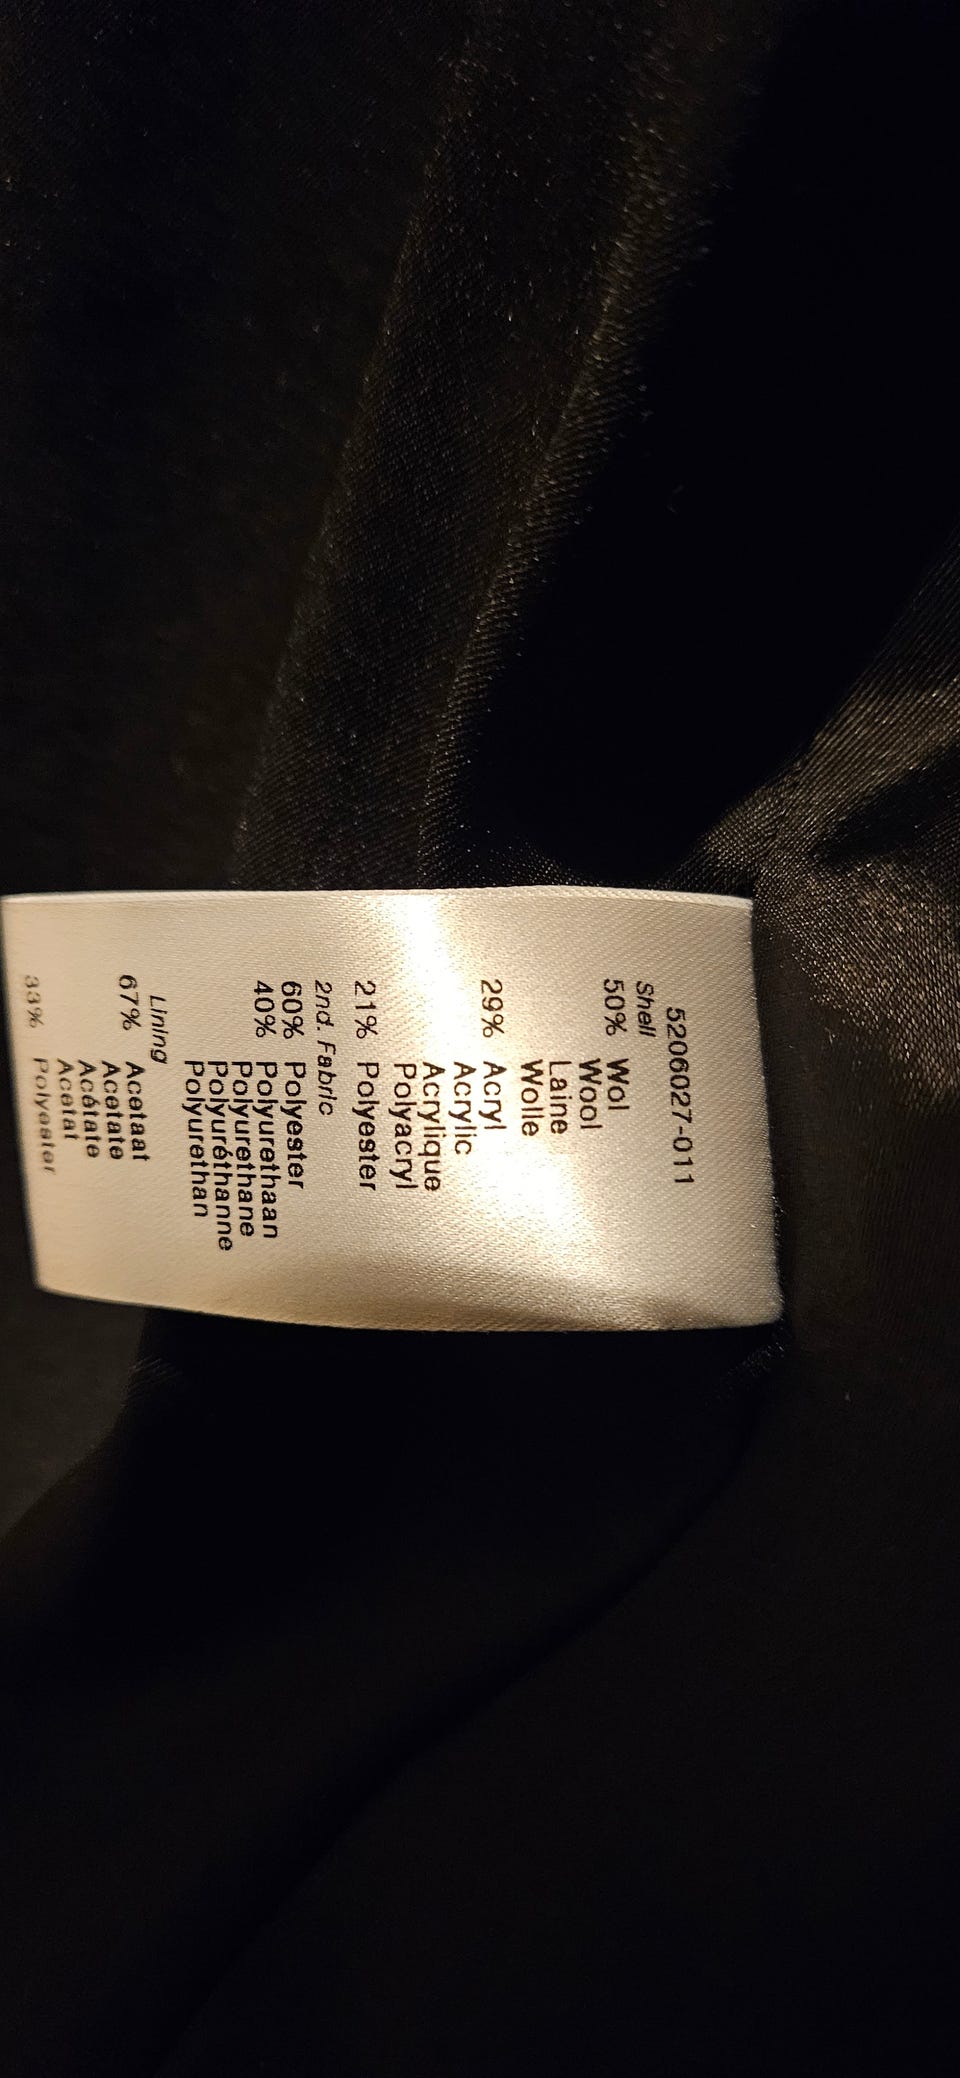 5206027-011
Shell
50% Wol
Wool
Laine
Wolle
29% Acryl
Acrylic
Acrylique
Polyacryl
21% Polyester
2nd. Fabric
60% Polyester
40% Polyurethaan
Polyurethane
Polyuréthanne
Polyurethan
Lining
67% Acetaat
Acetate
Acétate
Acetat
33% Polyester